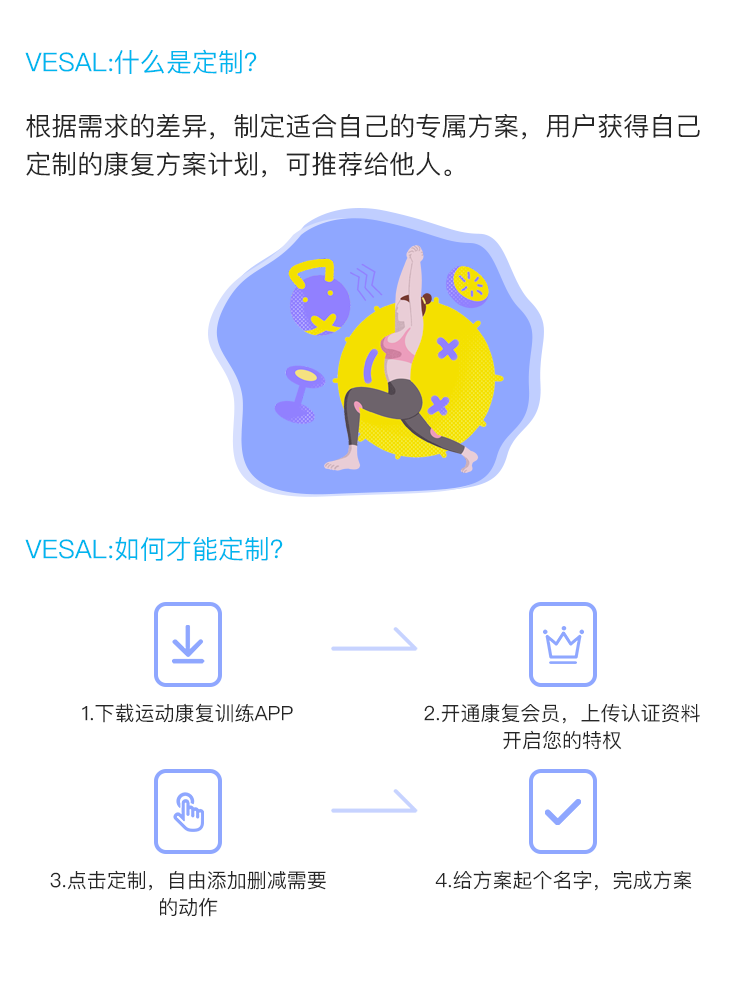 VESAL:什么是定制?
根据需求的差异，制定适合自己的专属方案，用户获得自己
定制的康复方案计划，可推荐给他人。
VESAL:如何才能定制?
1.下载运动康复训练APP
2.开通康复会员，上传认证资料
开启您的特权
3.点击定制，自由添加删减需要
的动作
4.给方案起个名字，完成方案